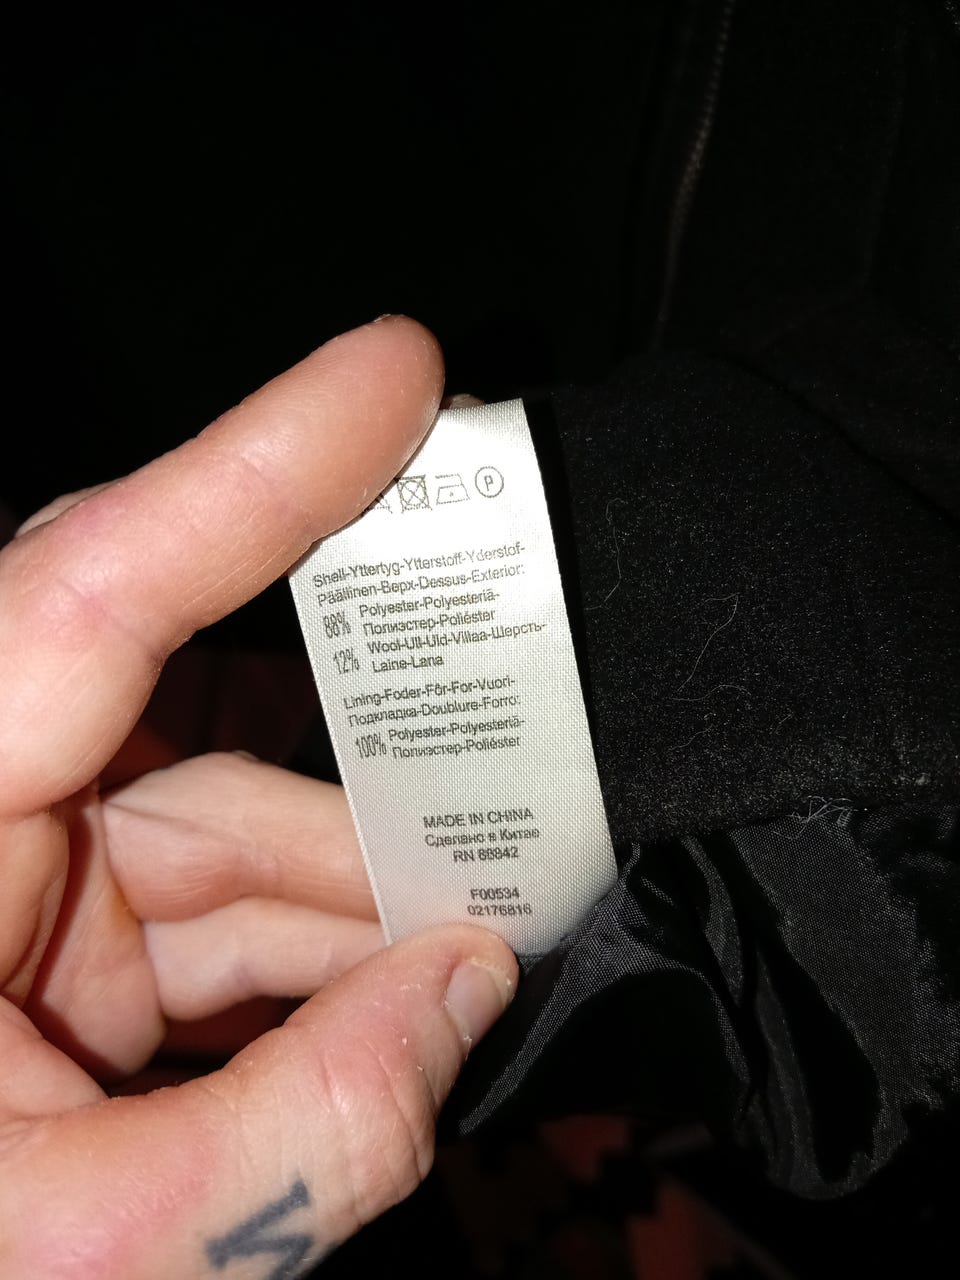 P
Shell-Yttertyg-Ytterstoff-Yderstof-
Päällinen-Верх-Dessus-Exterior:
88% Polyester-Polyesteriä-
Полиэстер-Poliéster
12% Wool-Ull-Uld-Villaa-Шерсть-
Laine-Lana
Lining-Foder-Fôr-For-Vuori-
Подкладка-Doublure-Forro:
100% Polyester-Polyesteriä-
Полиэстер-Poliéster
MADE IN CHINA
Сделано в Китае
RN
F00534
02176816